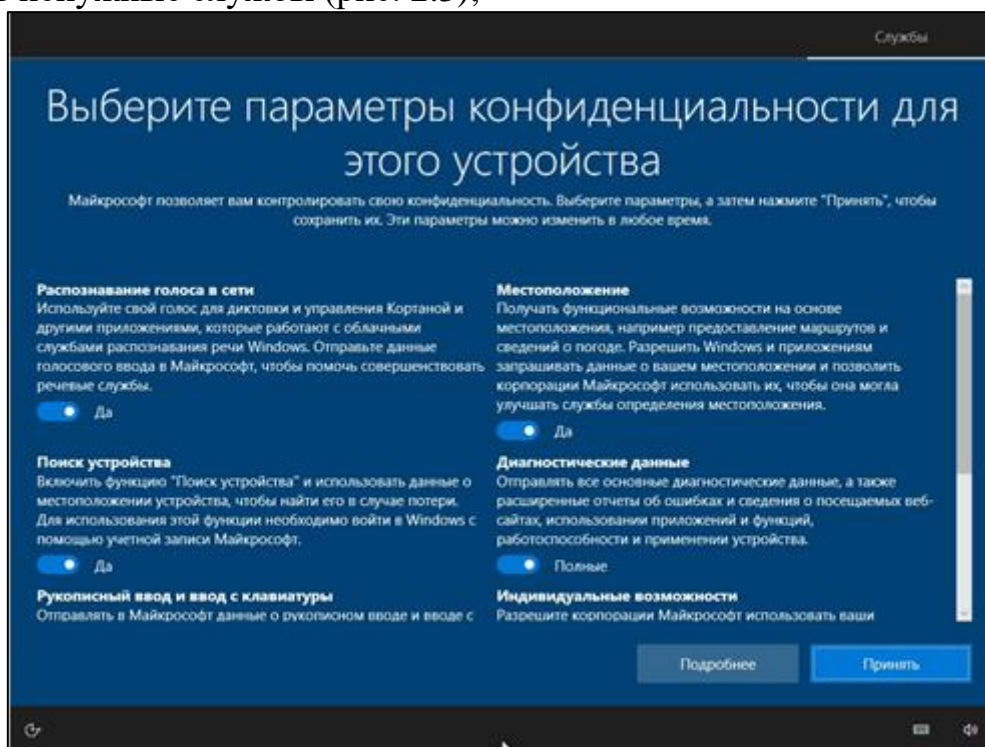 службы (рис. 2.3);
Службы
Выберите параметры конфиденциальности для
этого устройства
Майкрософт позволяет вам контролировать свою конфиденциальность. Выберите параметры, а затем нажмите "Принять", чтобы
сохранить их. Эти параметры можно изменить в любое время.
Распознавание голоса в сети
Используйте свой голос для диктовки и управления Кортаной и
другими приложениями, которые работают с облачными
службами распознавания речи Windows. Отправьте данные
голосового ввода в Майкрософт, чтобы помочь совершенствовать
речевые службы.
Да
Поиск устройства
Включить функцию "Поиск устройства" и использовать данные о
местоположении устройства, чтобы найти его в случае потери.
Для использования этой функции необходимо войти в Windows с
помощью учетной записи Майкрософт.
Да
Рукописный ввод и ввод с клавиатуры
Отправлять в Майкрософт данные о рукописном вводе и вводе с
Местоположение
Получать функциональные возможности на основе
местоположения, например предоставление маршрутов и
сведений о погоде. Разрешить Windows и приложениям
запрашивать данные о вашем местоположении и позволить
корпорации Майкрософт использовать их, чтобы она могла
улучшать службы определения местоположения.
Да
Диагностические данные
Отправлять все основные диагностические данные, а также
расширенные отчеты об ошибках и сведения о посещаемых веб-
сайтах, использовании приложений и функций,
работоспособности и применении устройства.
Полные
Индивидуальные возможности
Разрешите корпорации Майкрософт использовать ваши
Подробнее
Принять